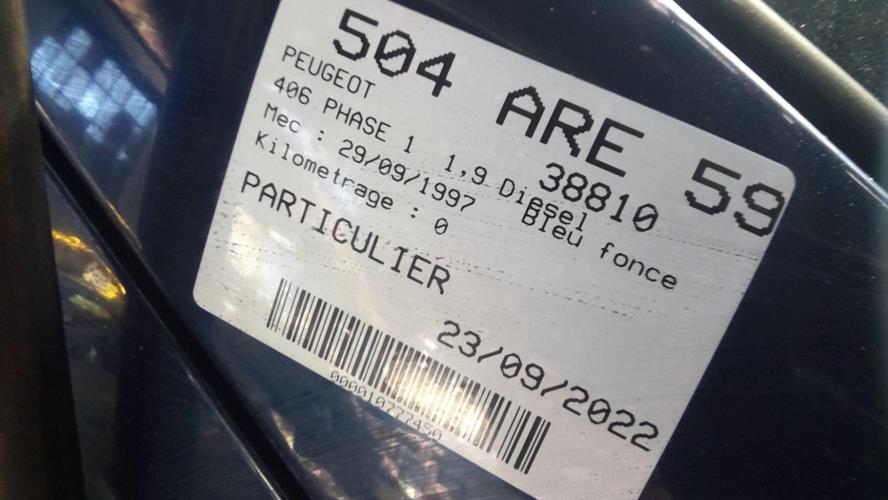 504 ARE 59
PEUGEOT 38810
406 PHASE 1 1,9 Diesel
Mec : 29/09/1997 Bleu fonce
Kilometrage : 0
PARTICULIER
23/09/2022
000010777450